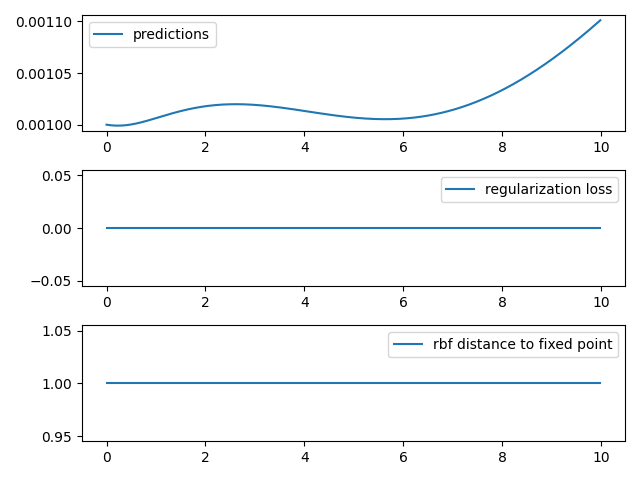 0.00110
0.00105
0.00100
predictions
0 2 4 6 8 10
0.05
0.00
−0.05
regularization loss
0 2 4 6 8 10
1.05
1.00
0.95
rbf distance to fixed point
0 2 4 6 8 10